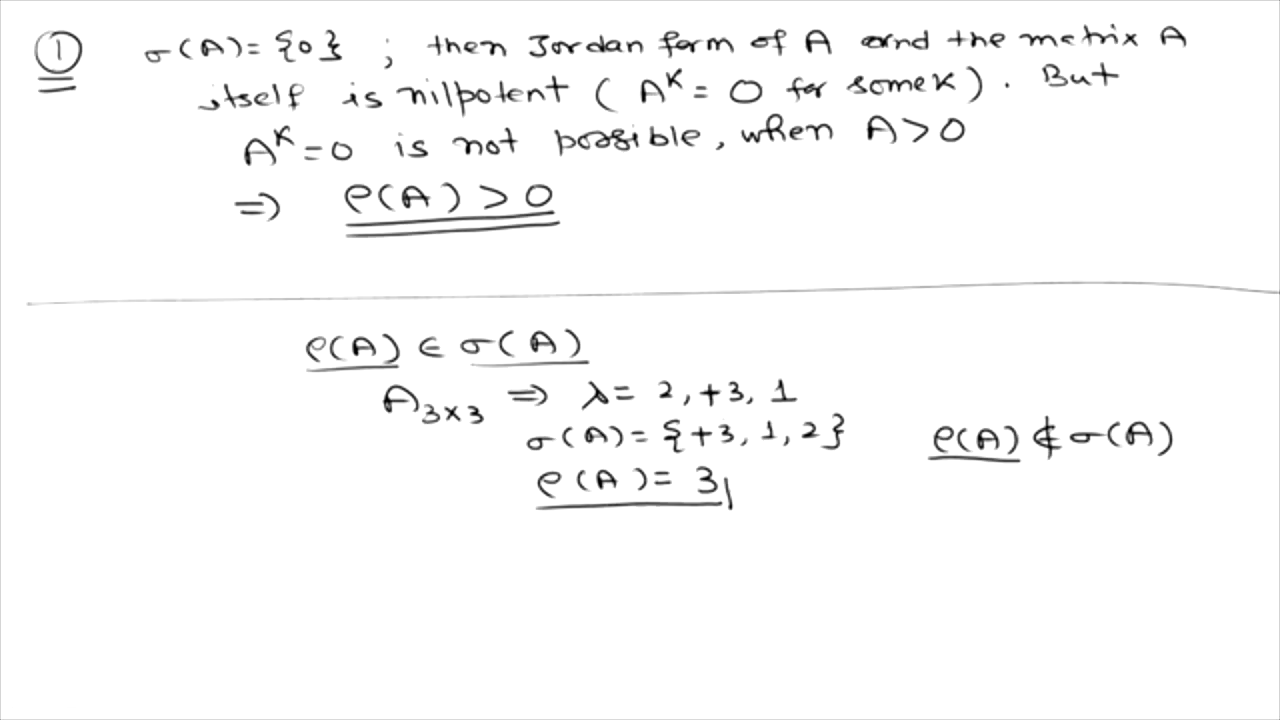 ① σ(A)= {0} ; then Jordan form of A and the matrix A
itself is nilpotent ( A^K = 0 for some K ) . But
A^K = 0 is not possible, when A > 0
=> ρ(A) > 0
ρ(A) ∈ σ(A)
A₃ₓ₃ => λ = 2, +3, 1
σ(A) = {+3, 1, 2} ρ(A) ∉ σ(A)
ρ(A) = 3